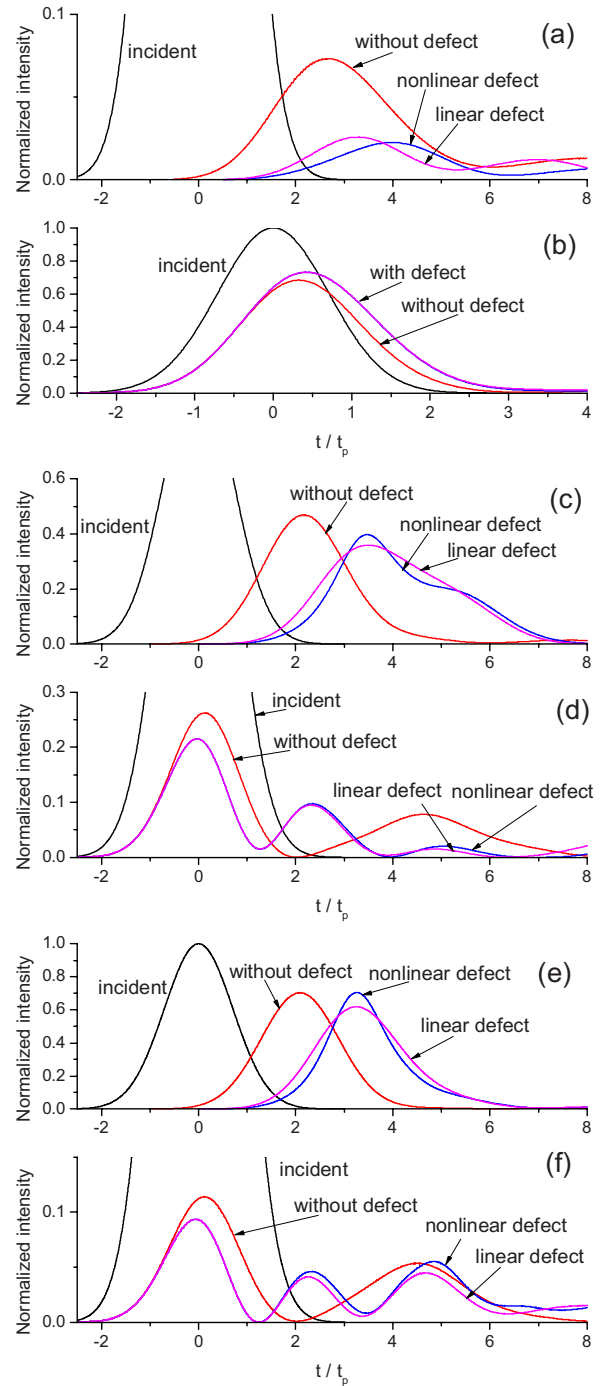 (a)
incident
without defect
nonlinear defect
linear defect
Normalized intensity
0.1
0.0
-2 0 2 4 6 8
(b)
incident
with defect
without defect
Normalized intensity
1.0
0.8
0.6
0.4
0.2
0.0
-2 -1 0 1 2 3 4
t / tp
(c)
incident
without defect
nonlinear defect
linear defect
Normalized intensity
0.6
0.4
0.2
0.0
-2 0 2 4 6 8
(d)
incident
without defect
linear defect
nonlinear defect
Normalized intensity
0.3
0.2
0.1
0.0
-2 0 2 4 6 8
t / tp
(e)
incident
without defect
nonlinear defect
linear defect
Normalized intensity
1.0
0.8
0.6
0.4
0.2
0.0
-2 0 2 4 6 8
(f)
incident
without defect
nonlinear defect
linear defect
Normalized intensity
0.1
0.0
-2 0 2 4 6 8
t / tp